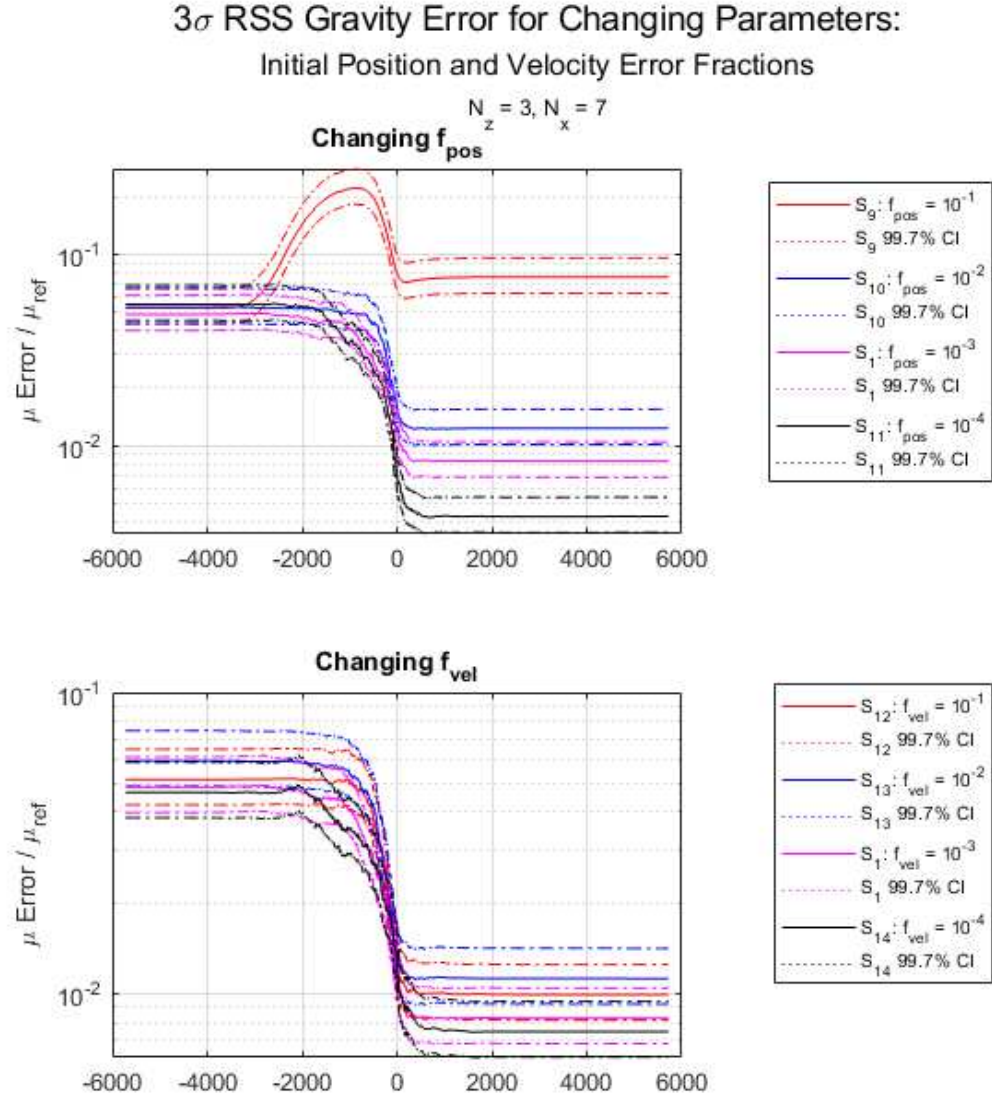 3σ RSS Gravity Error for Changing Parameters:
Initial Position and Velocity Error Fractions
N_z = 3, N_x = 7
Changing f_pos
μ Error / μ_ref
10^-1
10^-2
-6000 -4000 -2000 0 2000 4000 6000
S_9: f_pos = 10^-1
S_9 99.7% CI
S_10: f_pos = 10^-2
S_10 99.7% CI
S_1: f_pos = 10^-3
S_1 99.7% CI
S_11: f_pos = 10^-4
S_11 99.7% CI
Changing f_vel
μ Error / μ_ref
10^-1
10^-2
-6000 -4000 -2000 0 2000 4000 6000
S_12: f_vel = 10^-1
S_12 99.7% CI
S_13: f_vel = 10^-2
S_13 99.7% CI
S_1: f_vel = 10^-3
S_1 99.7% CI
S_14: f_vel = 10^-4
S_14 99.7% CI